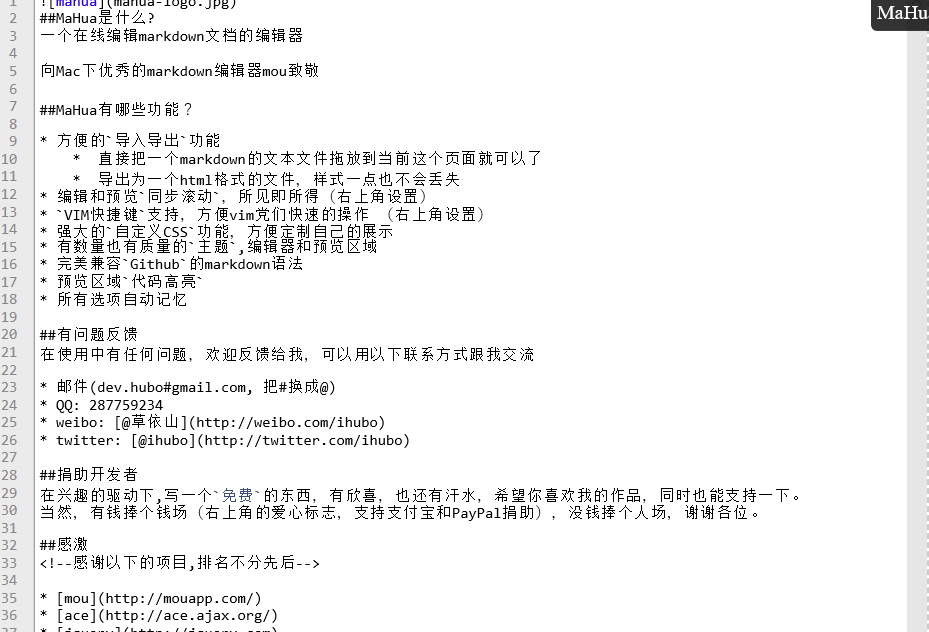 1 ![mahua](mahua-logo.jpg)
MaHu
2 ##MaHua是什么?
3 一个在线编辑markdown文档的编辑器
4
5 向Mac下优秀的markdown编辑器mou致敬
6
7 ##MaHua有哪些功能？
8
9 * 方便的`导入导出`功能
10 * 直接把一个markdown的文本文件拖放到当前这个页面就可以了
11 * 导出为一个html格式的文件，样式一点也不会丢失
12 * 编辑和预览`同步滚动`，所见即所得（右上角设置）
13 * `VIM快捷键`支持，方便vim党们快速的操作 （右上角设置）
14 * 强大的`自定义CSS`功能，方便定制自己的展示
15 * 有数量也有质量的`主题`,编辑器和预览区域
16 * 完美兼容`Github`的markdown语法
17 * 预览区域`代码高亮`
18 * 所有选项自动记忆
19
20 ##有问题反馈
21 在使用中有任何问题，欢迎反馈给我，可以用以下联系方式跟我交流
22
23 * 邮件(dev.hubo#gmail.com, 把#换成@)
24 * QQ: 287759234
25 * weibo: [@草依山](http://weibo.com/ihubo)
26 * twitter: [@ihubo](http://twitter.com/ihubo)
27
28 ##捐助开发者
29 在兴趣的驱动下,写一个`免费`的东西，有欣喜，也还有汗水，希望你喜欢我的作品，同时也能支持一下。
30 当然，有钱捧个钱场（右上角的爱心标志，支持支付宝和PayPal捐助），没钱捧个人场，谢谢各位。
31
32 ##感激
33 <!--感谢以下的项目,排名不分先后-->
34
35 * [mou](http://mouapp.com/)
36 * [ace](http://ace.ajax.org/)
37 * [jquery](http://jquery.com)